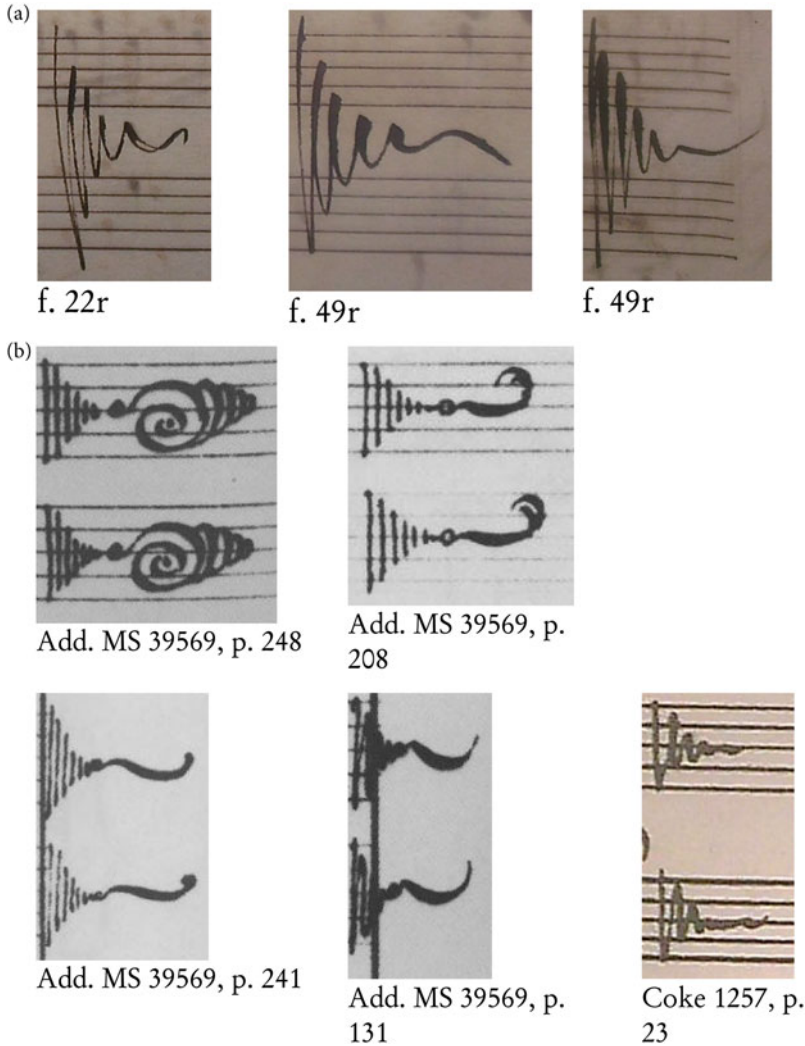 (a)
f. 22r
f. 49r
f. 49r
(b)
Add. MS 39569, p. 248
Add. MS 39569, p.
208
Add. MS 39569, p. 241
Add. MS 39569, p.
131
Coke 1257, p.
23